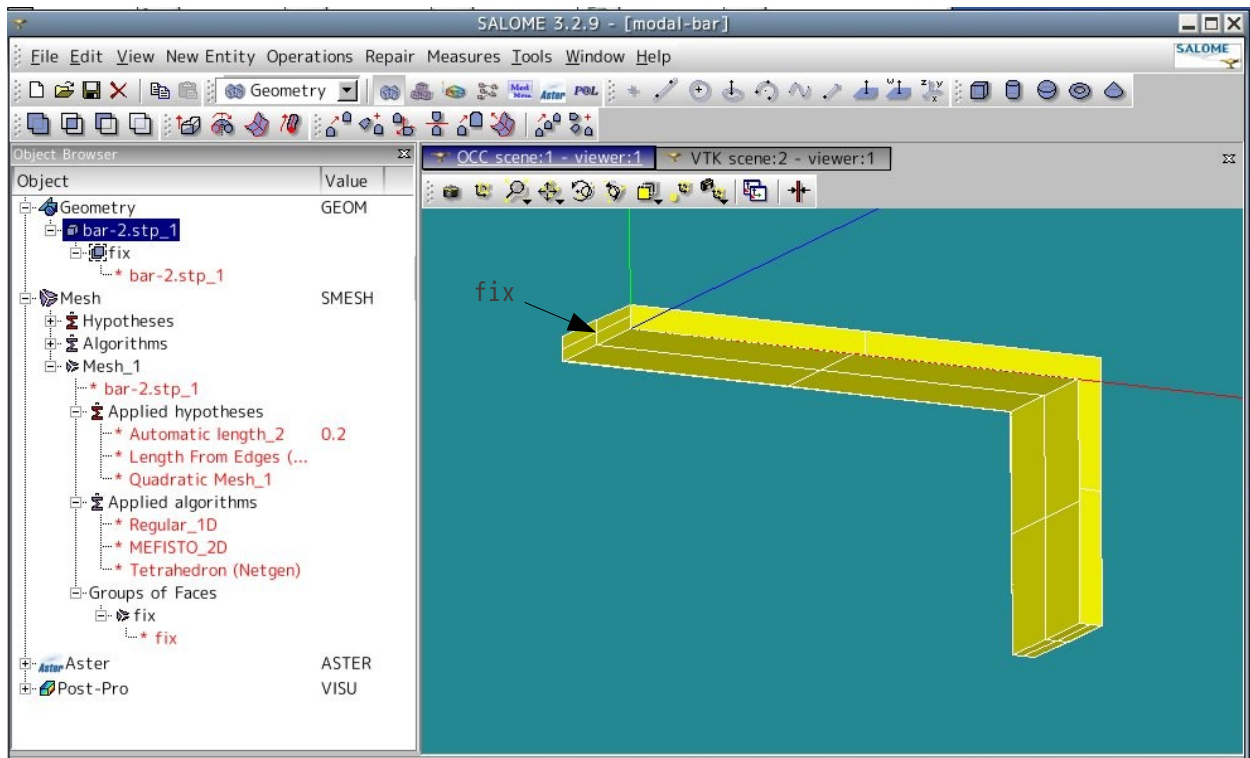 SALOME 3.2.9 - [modal-bar]
File Edit View New Entity Operations Repair Measures Tools Window Help
SALOME
Geometry
Aster
POL
Object Browser
OCC scene:1 - viewer:1
VTK scene:2 - viewer:1
Object Value
Geometry GEOM
bar-2.stp_1
fix
* bar-2.stp_1
Mesh SMESH
Hypotheses
Algorithms
Mesh_1
* bar-2.stp_1
Applied hypotheses
* Automatic length_2 0.2
* Length From Edges (...
* Quadratic Mesh_1
Applied algorithms
* Regular_1D
* MEFISTO_2D
* Tetrahedron (Netgen)
Groups of Faces
fix
* fix
Aster Aster ASTER
Post-Pro VISU
fix